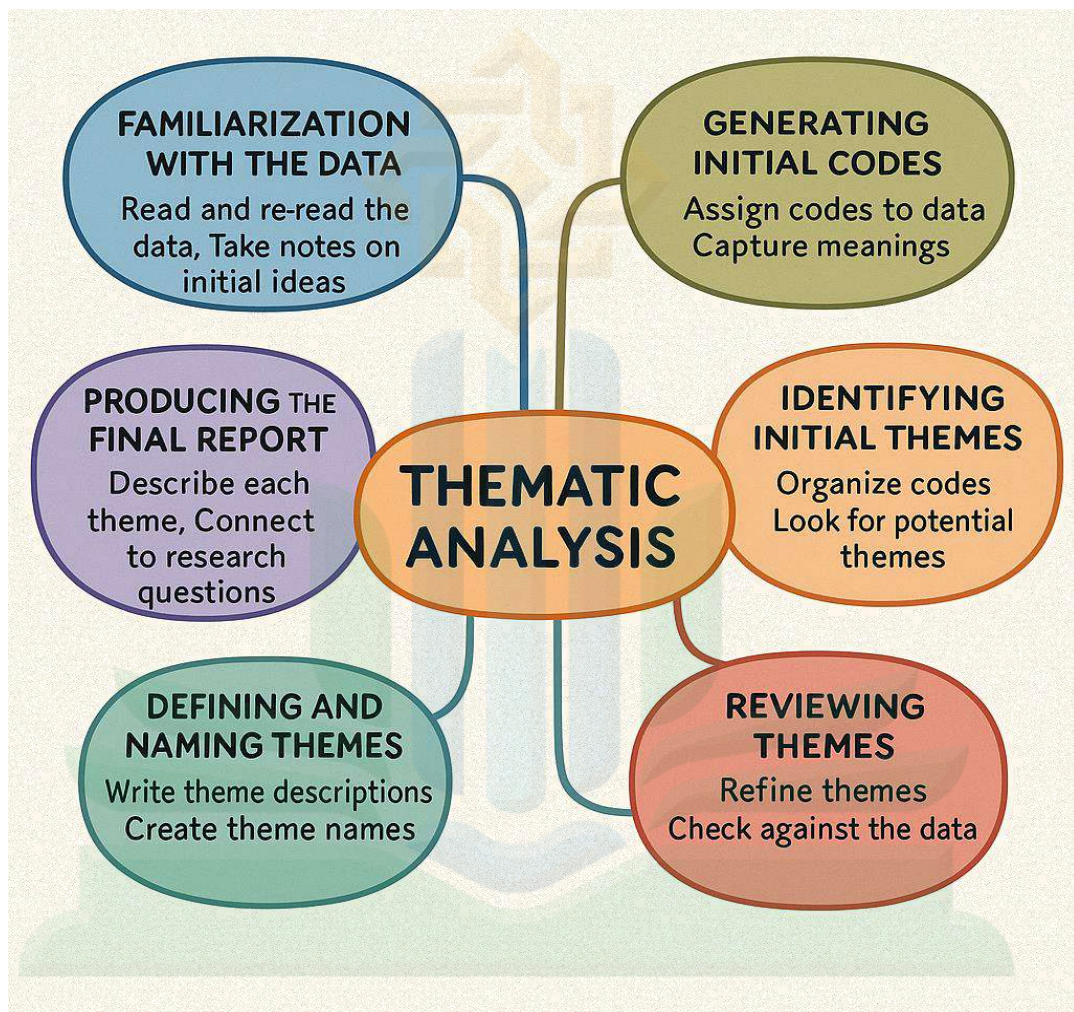 FAMILIARIZATION
WITH THE DATA
Read and re-read the
data, Take notes on
initial ideas
GENERATING
INITIAL CODES
Assign codes to data
Capture meanings
PRODUCING THE
FINAL REPORT
Describe each
theme, Connect
to research
questions
THEMATIC
ANALYSIS
IDENTIFYING
INITIAL THEMES
Organize codes
Look for potential
themes
DEFINING AND
NAMING THEMES
Write theme descriptions
Create theme names
REVIEWING
THEMES
Refine themes
Check against the data